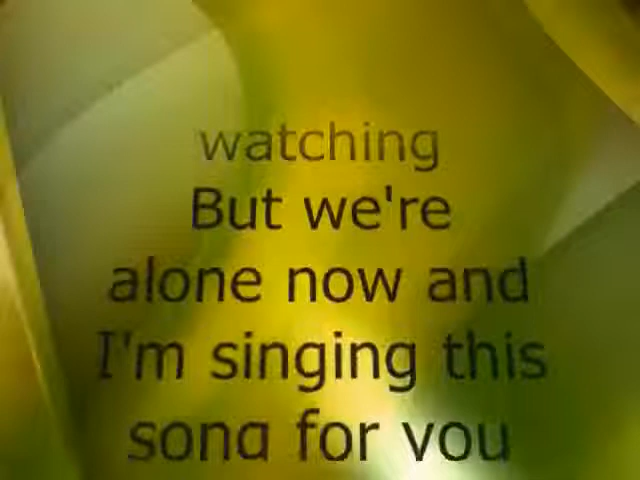 watching
But we're
alone now and
I'm singing this
song for you